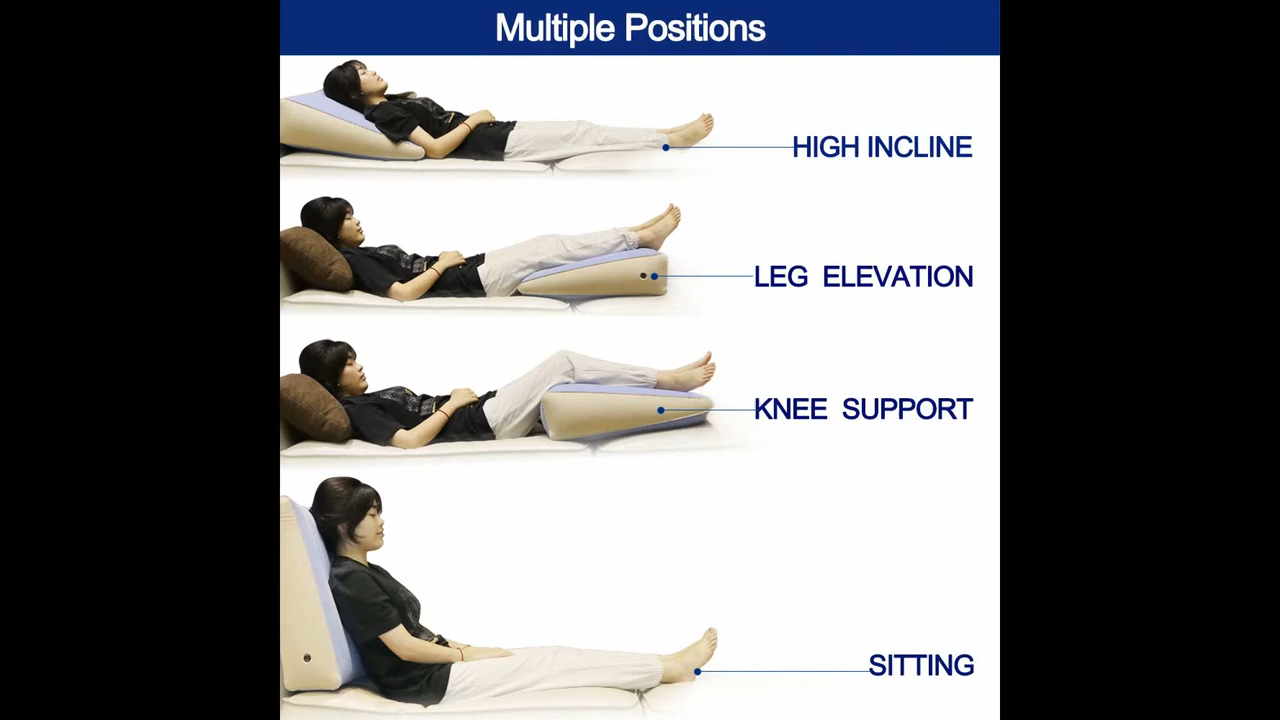 Multiple Positions
HIGH INCLINE
LEG ELEVATION
KNEE SUPPORT
SITTING